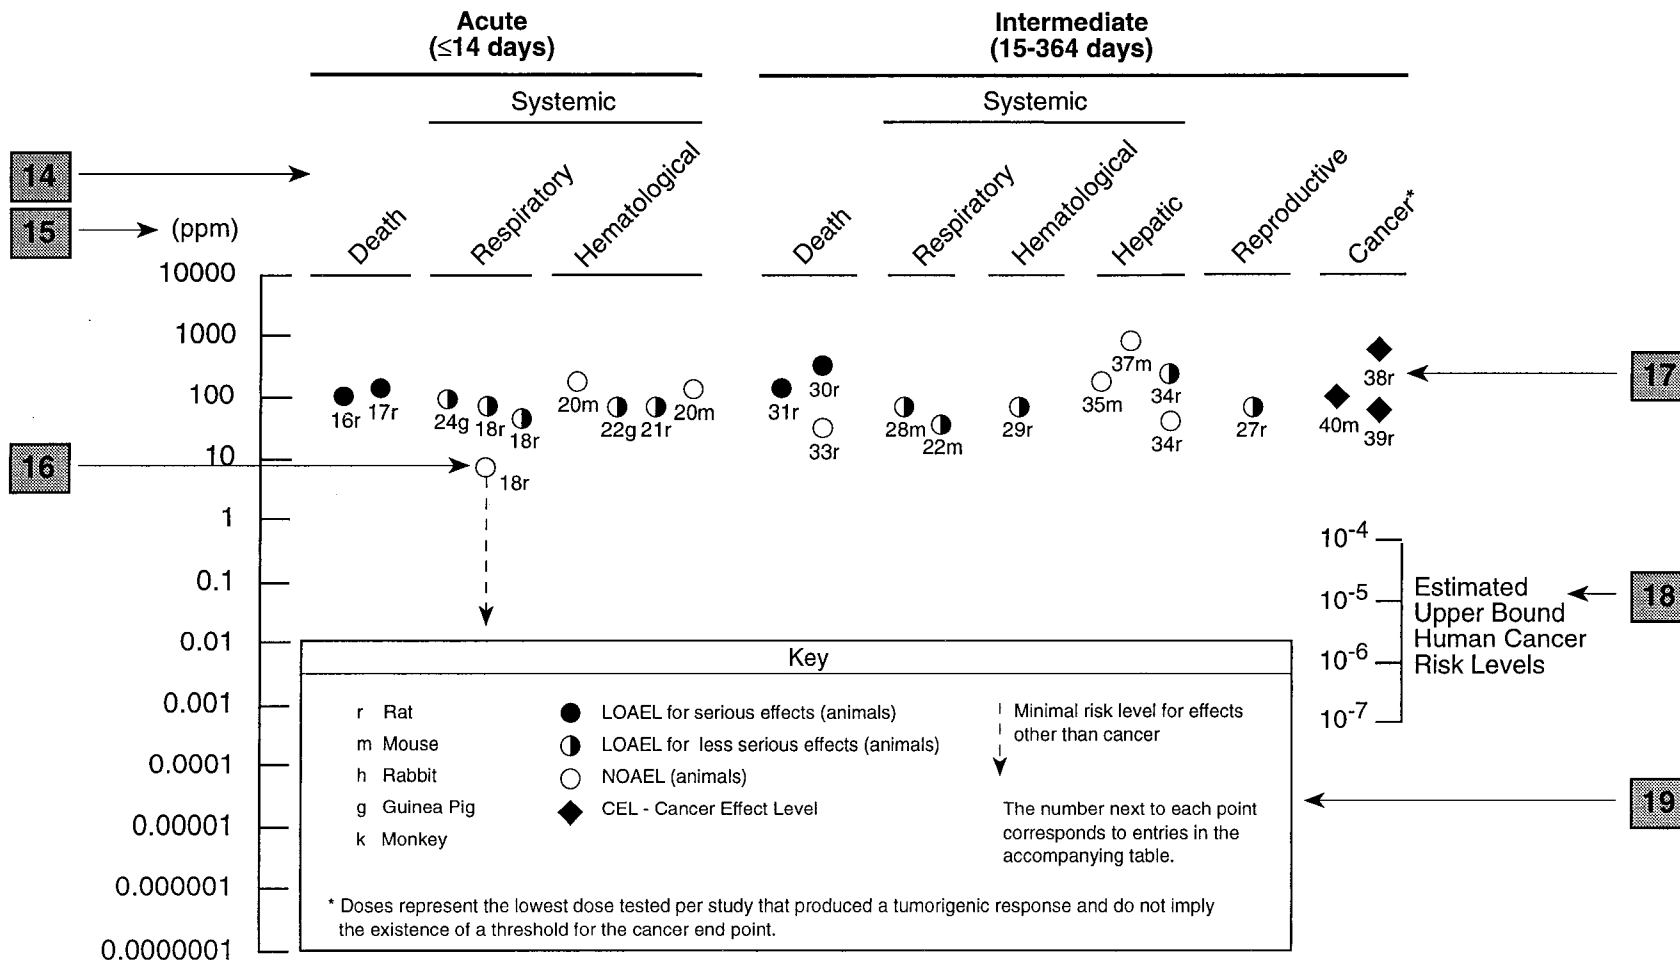 Acute
(≤14 days)
Intermediate
(15-364 days)
Systemic
Systemic
14
15
(ppm)
Death
Respiratory
Hematological
Death
Respiratory
Hematological
Hepatic
Reproductive
Cancer*
10000
1000
100
10
1
0.1
0.01
0.001
0.0001
0.00001
0.000001
0.0000001
16r
17r
24g
18r
18r
18r
20m
22g
21r
20m
31r
30r
33r
28m
22m
29r
35m
37m
34r
34r
27r
40m
38r
39r
16
17
10-4
10-5
10-6
10-7
Estimated
Upper Bound
Human Cancer
Risk Levels
18
19
Key
r Rat
m Mouse
h Rabbit
g Guinea Pig
k Monkey
LOAEL for serious effects (animals)
LOAEL for less serious effects (animals)
NOAEL (animals)
CEL - Cancer Effect Level
Minimal risk level for effects
other than cancer
The number next to each point
corresponds to entries in the
accompanying table.
* Doses represent the lowest dose tested per study that produced a tumorigenic response and do not imply
the existence of a threshold for the cancer end point.